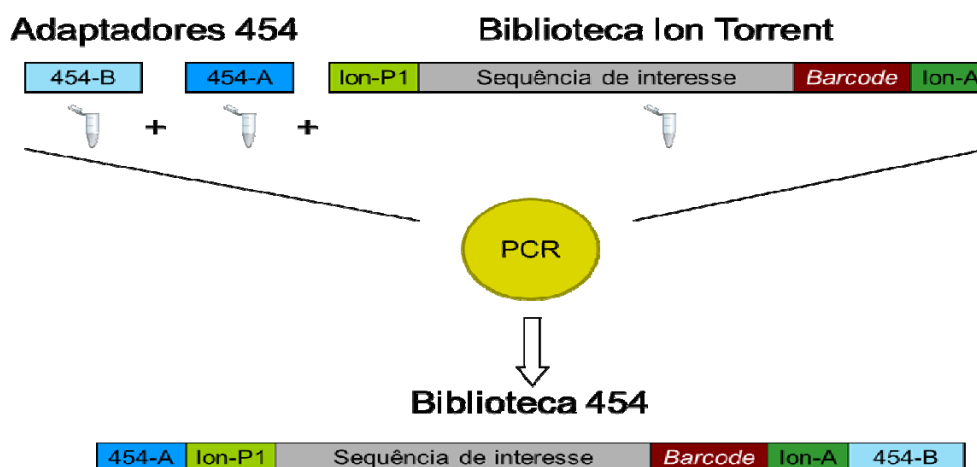 Adaptadores 454 Biblioteca Ion Torrent
454-B 454-A Ion-P1 Sequência de interesse Barcode Ion-A
+ +
PCR
Biblioteca 454
454-A Ion-P1 Sequência de interesse Barcode Ion-A 454-B